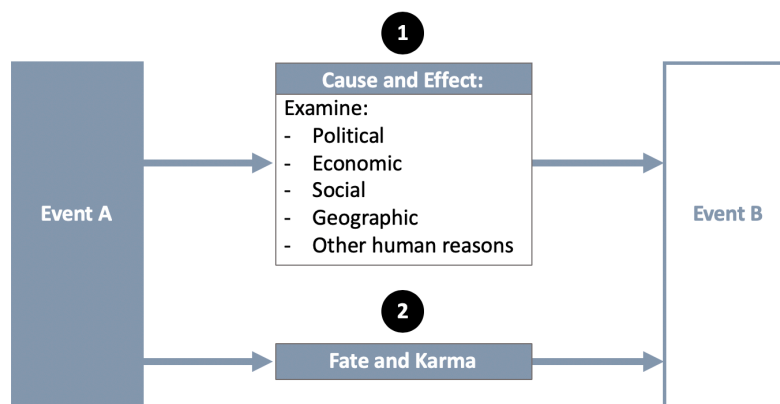 1
Cause and Effect:
Examine:
- Political
- Economic
- Social
- Geographic
- Other human reasons
Event A
Event B
2
Fate and Karma